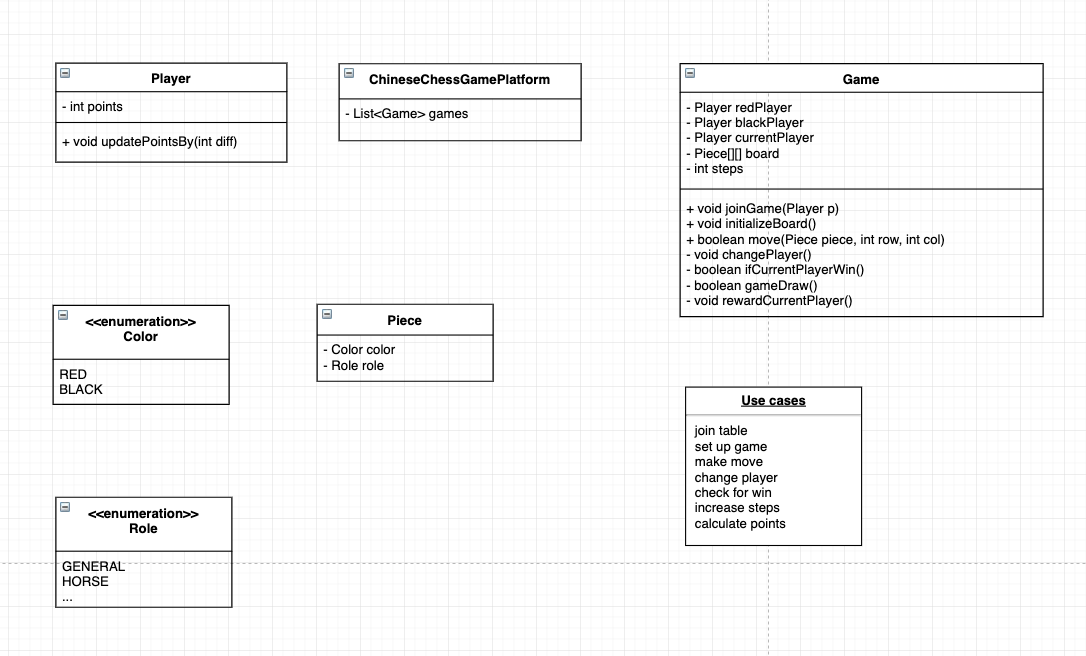 Player
- int points
+ void updatePointsBy(int diff)
ChineseChessGamePlatform
- List<Game> games
Game
- Player redPlayer
- Player blackPlayer
- Player currentPlayer
- Piece[][] board
- int steps
+ void joinGame(Player p)
+ void initializeBoard()
+ boolean move(Piece piece, int row, int col)
- void changePlayer()
- boolean ifCurrentPlayerWin()
- boolean gameDraw()
- void rewardCurrentPlayer()
<<enumeration>>
Color
RED
BLACK
Piece
- Color color
- Role role
Use cases
join table
set up game
make move
change player
check for win
increase steps
calculate points
<<enumeration>>
Role
GENERAL
HORSE
...